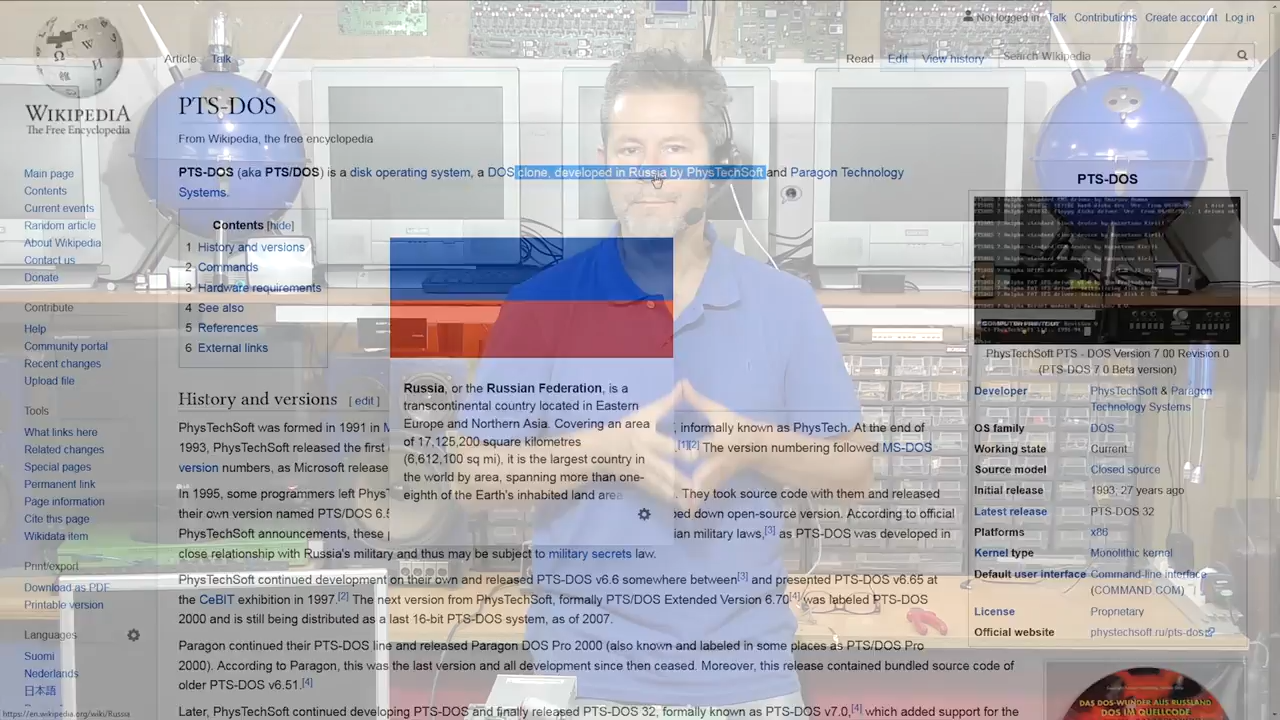 Not logged in Talk Contributions Create account Log in
Article Talk
Read Edit View history Search Wikipedia
WIKIPEDIA
The Free Encyclopedia
Main page
Contents
Current events
Random article
About Wikipedia
Contact us
Donate
Contribute
Help
Community portal
Recent changes
Upload file
Tools
What links here
Related changes
Special pages
Permanent link
Page information
Cite this page
Wikidata item
Print/export
Download as PDF
Printable version
Languages
Suomi
Nederlands
日本語
https://en.wikipedia.org/wiki/Russia
PTS-DOS
From Wikipedia, the free encyclopedia
PTS-DOS (aka PTS/DOS) is a disk operating system, a DOS clone, developed in Russia by PhysTechSoft and Paragon Technology
Systems.
Contents [hide]
1 History and versions
2 Commands
3 Hardware requirements
4 See also
5 References
6 External links
History and versions [ edit ]
PhysTechSoft was formed in 1991 in M
, informally known as PhysTech. At the end of
1993, PhysTechSoft released the first
.[1][2] The version numbering followed MS-DOS
version numbers, as Microsoft release
In 1995, some programmers left Phys
. They took source code with them and released
their own version named PTS/DOS 6.5
ped down open-source version. According to official
PhysTechSoft announcements, these p
ian military laws,[3] as PTS-DOS was developed in
close relationship with Russia's military and thus may be subject to military secrets law.
PhysTechSoft continued development on their own and released PTS-DOS v6.6 somewhere between[3] and presented PTS-DOS v6.65 at
the CeBIT exhibition in 1997.[2] The next version from PhysTechSoft, formally PTS/DOS Extended Version 6.70[4] was labeled PTS-DOS
2000 and is still being distributed as a last 16-bit PTS-DOS system, as of 2007.
Paragon continued their PTS-DOS line and released Paragon DOS Pro 2000 (also known and labeled in some places as PTS/DOS Pro
2000). According to Paragon, this was the last version and all development since then ceased. Moreover, this release contained bundled source code of
older PTS-DOS v6.51.[4]
Later, PhysTechSoft continued developing PTS-DOS and finally released PTS-DOS 32, formally known as PTS-DOS v7.0,[4] which added support for the
Russia, or the Russian Federation, is a
transcontinental country located in Eastern
Europe and Northern Asia. Covering an area
of 17,125,200 square kilometres
(6,612,100 sq mi), it is the largest country in
the world by area, spanning more than one-
eighth of the Earth's inhabited land area
PTS-DOS
PhysTechSoft PTS - DOS Version 7.00 Revision 0
(PTS-DOS 7.0 Beta version)
Developer PhysTechSoft & Paragon
Technology Systems
OS family DOS
Working state Current
Source model Closed source
Initial release 1993; 27 years ago
Latest release PTS-DOS 32
Platforms x86
Kernel type Monolithic kernel
Default user interface Command-line interface
(COMMAND.COM)
License Proprietary
Official website phystechsoft.ru/pts-dos
DAS DOS-WUNDER AUS RUSSLAND
DOS IM QUELLCODE